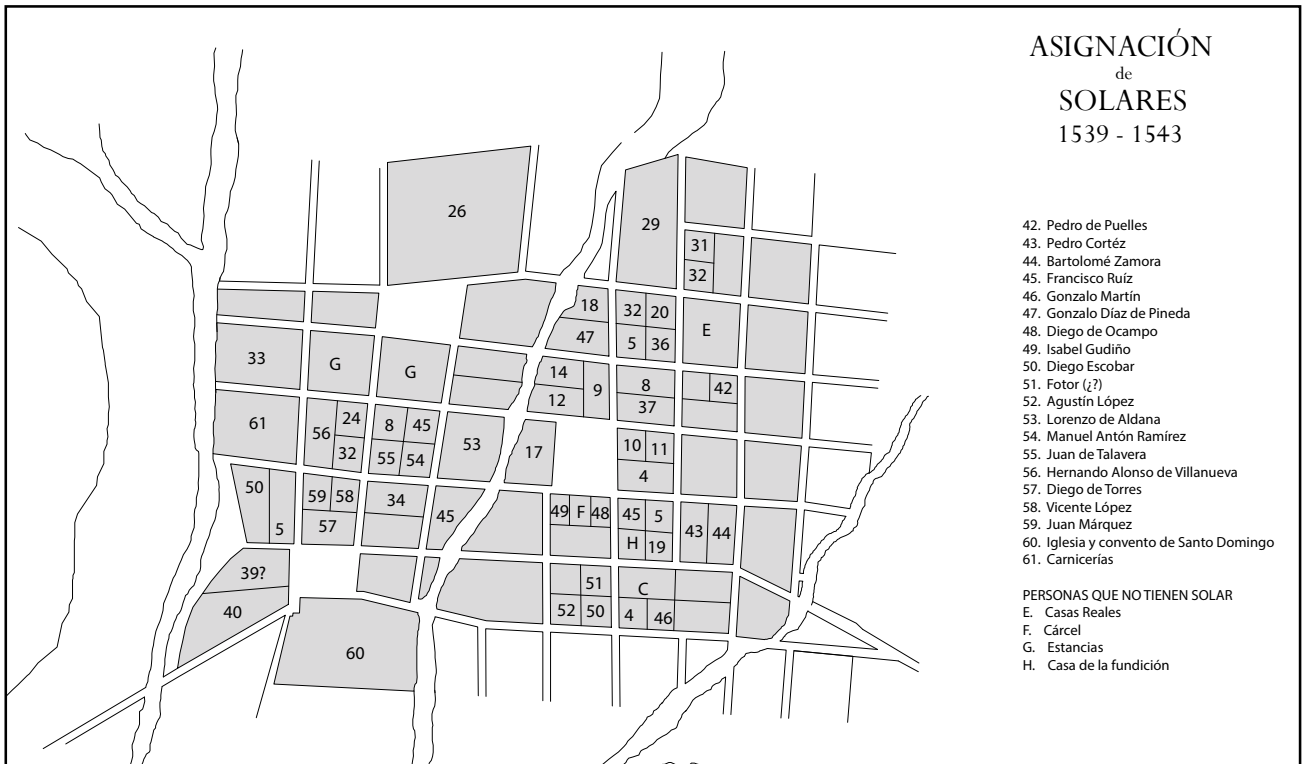 ASIGNACIÓN
de
SOLARES
1539 - 1543
42. Pedro de Puelles
43. Pedro Cortéz
44. Bartolomé Zamora
45. Francisco Ruíz
46. Gonzalo Martín
47. Gonzalo Díaz de Pineda
48. Diego de Ocampo
49. Isabel Gudiño
50. Diego Escobar
51. Fotor (¿?)
52. Agustín López
53. Lorenzo de Aldana
54. Manuel Antón Ramírez
55. Juan de Talavera
56. Hernando Alonso de Villanueva
57. Diego de Torres
58. Vicente López
59. Juan Márquez
60. Iglesia y convento de Santo Domingo
61. Carnicerías
PERSONAS QUE NO TIENEN SOLAR
E. Casas Reales
F. Cárcel
G. Estancias
H. Casa de la fundición
26
29
31
32
18
32
20
47
5
36
E
33
G
G
14
12
9
8
37
42
61
56
24
32
8
45
55
54
53
17
10
11
4
50
5
59
58
57
34
45
49
F
48
45
5
H
19
43
44
39?
40
51
52
50
C
4
46
60